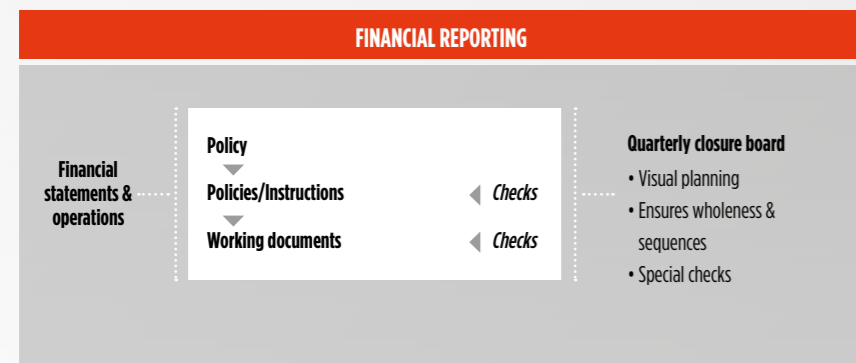 FINANCIAL REPORTING
Financial
statements &
operations
Policy
Policies/Instructions
Checks
Working documents
Checks
Quarterly closure board
• Visual planning
• Ensures wholeness &
sequences
• Special checks